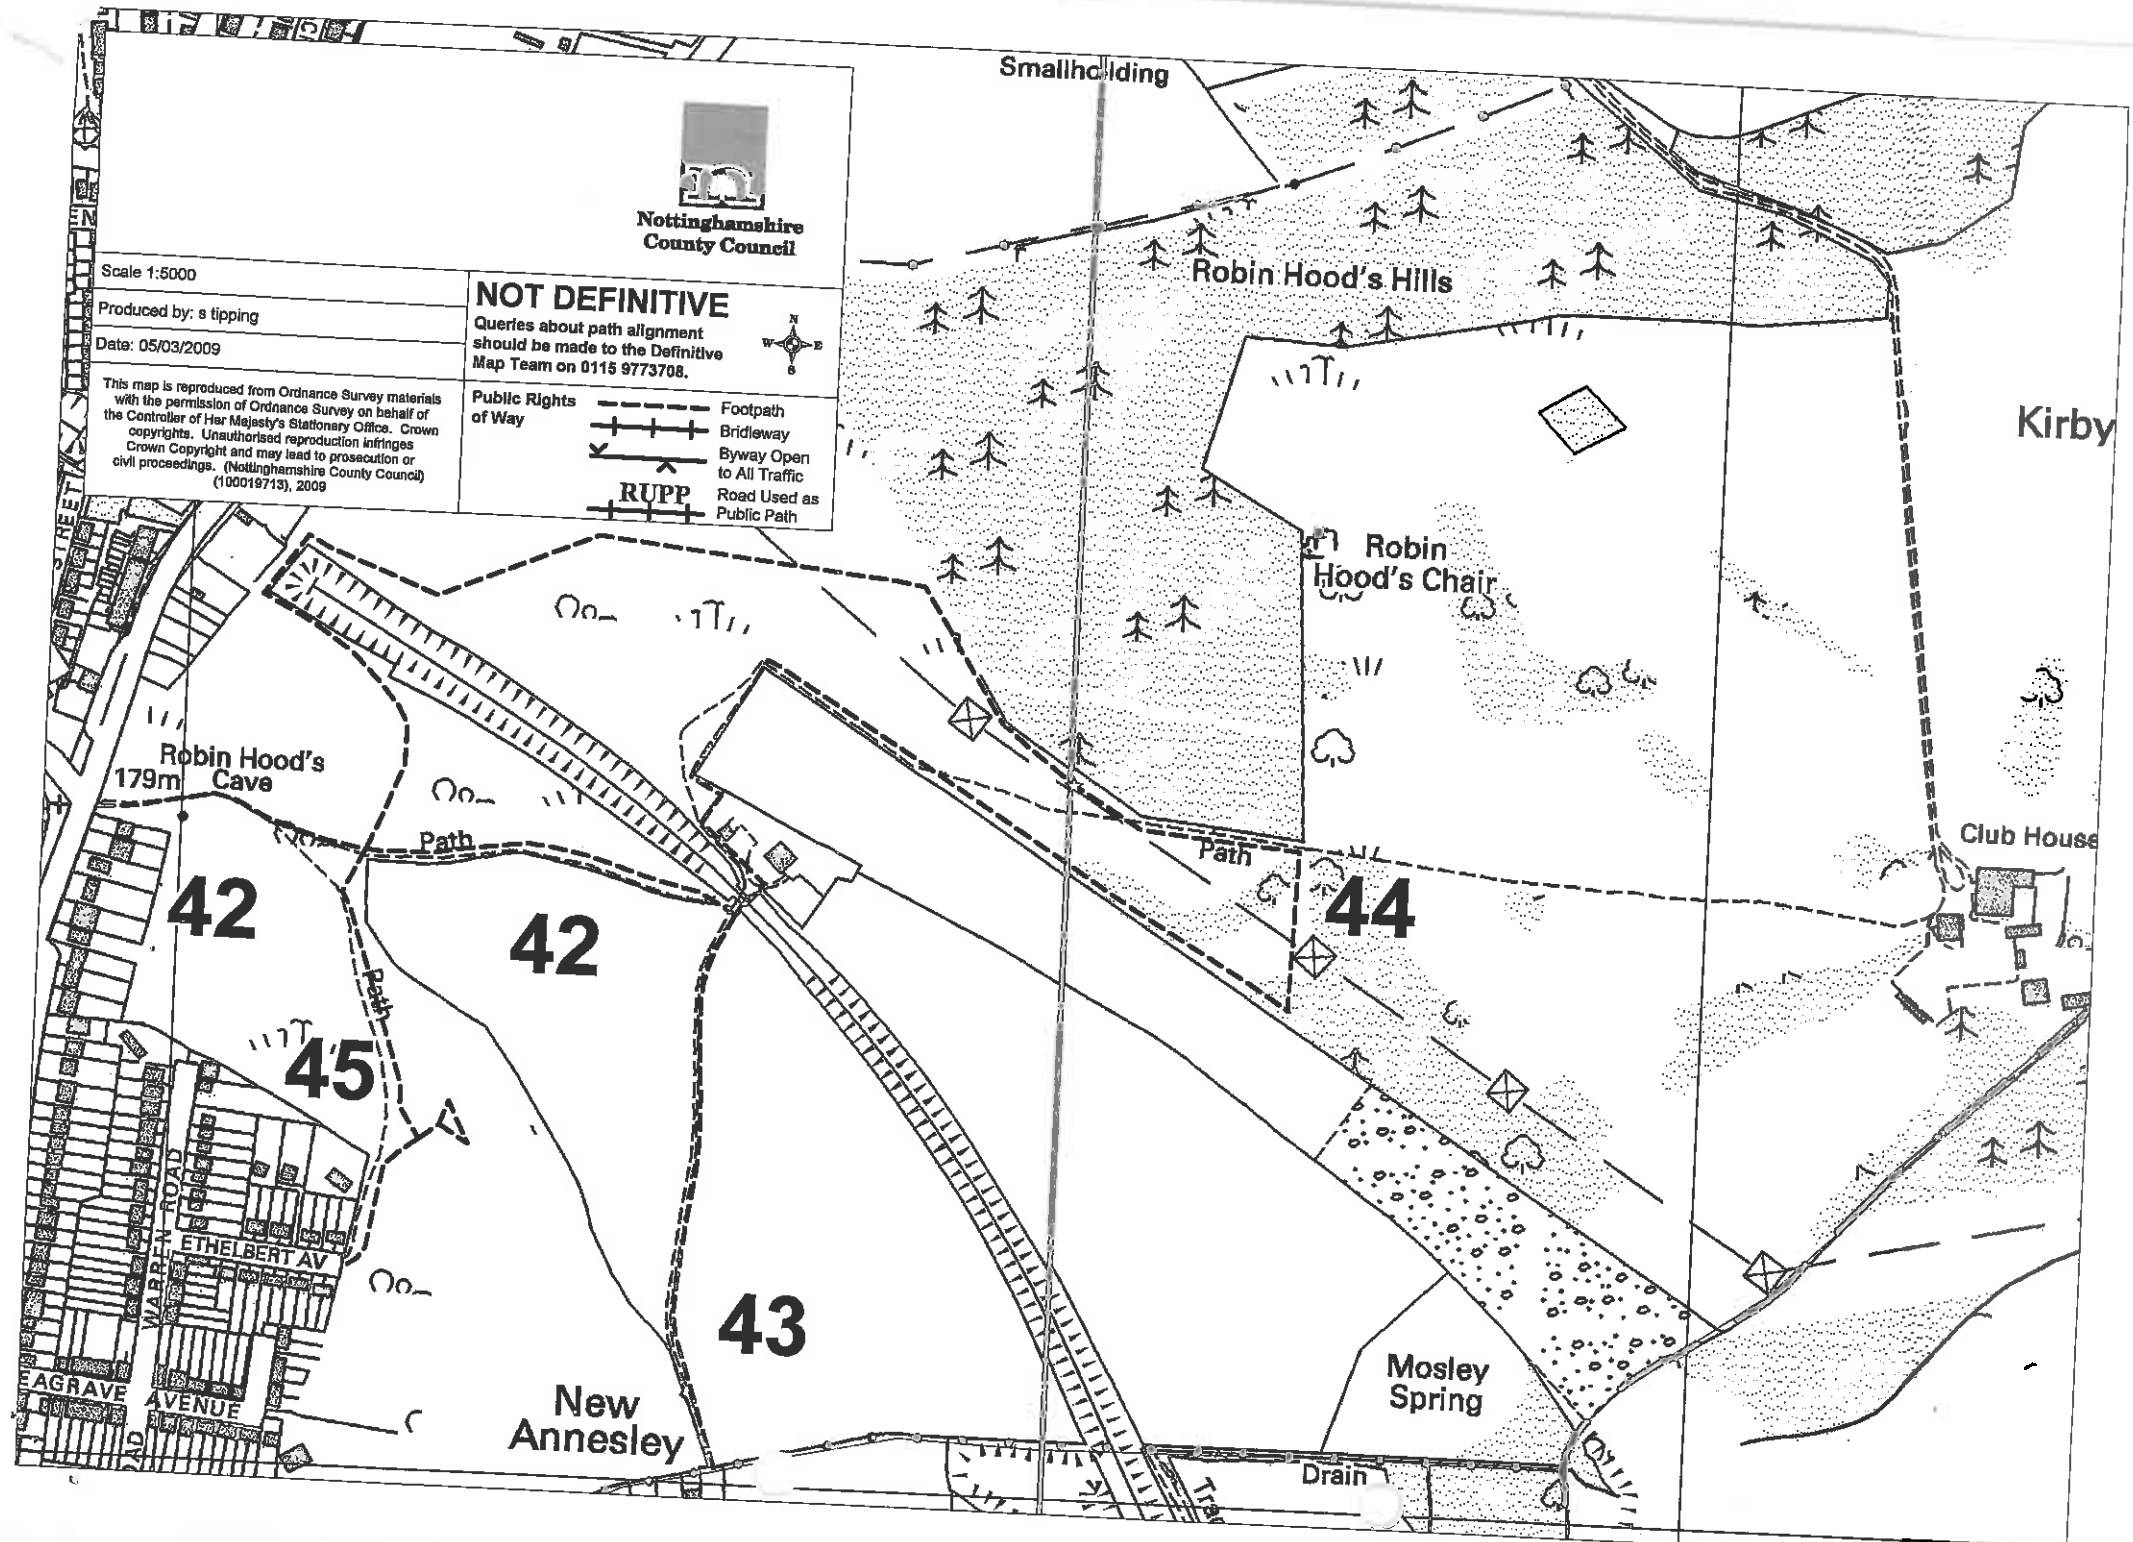 Smallholding
Nottinghamshire
County Council
Scale 1:5000
Produced by: s tipping
Date: 05/03/2009
This map is reproduced from Ordnance Survey materials
with the permission of Ordnance Survey on behalf of
the Controller of Her Majesty's Stationary Office. Crown
copyrights. Unauthorised reproduction infringes
Crown Copyright and may lead to prosecution or
civil proceedings. (Nottinghamshire County Council)
(100019713), 2009
NOT DEFINITIVE
Queries about path alignment
should be made to the Definitive
Map Team on 0115 9773708.
N
W E
S
Public Rights
of Way
Footpath
Bridleway
Byway Open
to All Traffic
RUPP
Road Used as
Public Path
EN
STREET
Robin Hood's Hills
Kirby
Robin
Hood's Chair
Robin Hood's
Cave
179m
Path
Path
Path
Club House
42
42
44
45
43
WARREN ROAD
ETHELBERT AV
EAGRAVE AVENUE
OAD
New
Annesley
Mosley
Spring
Drain